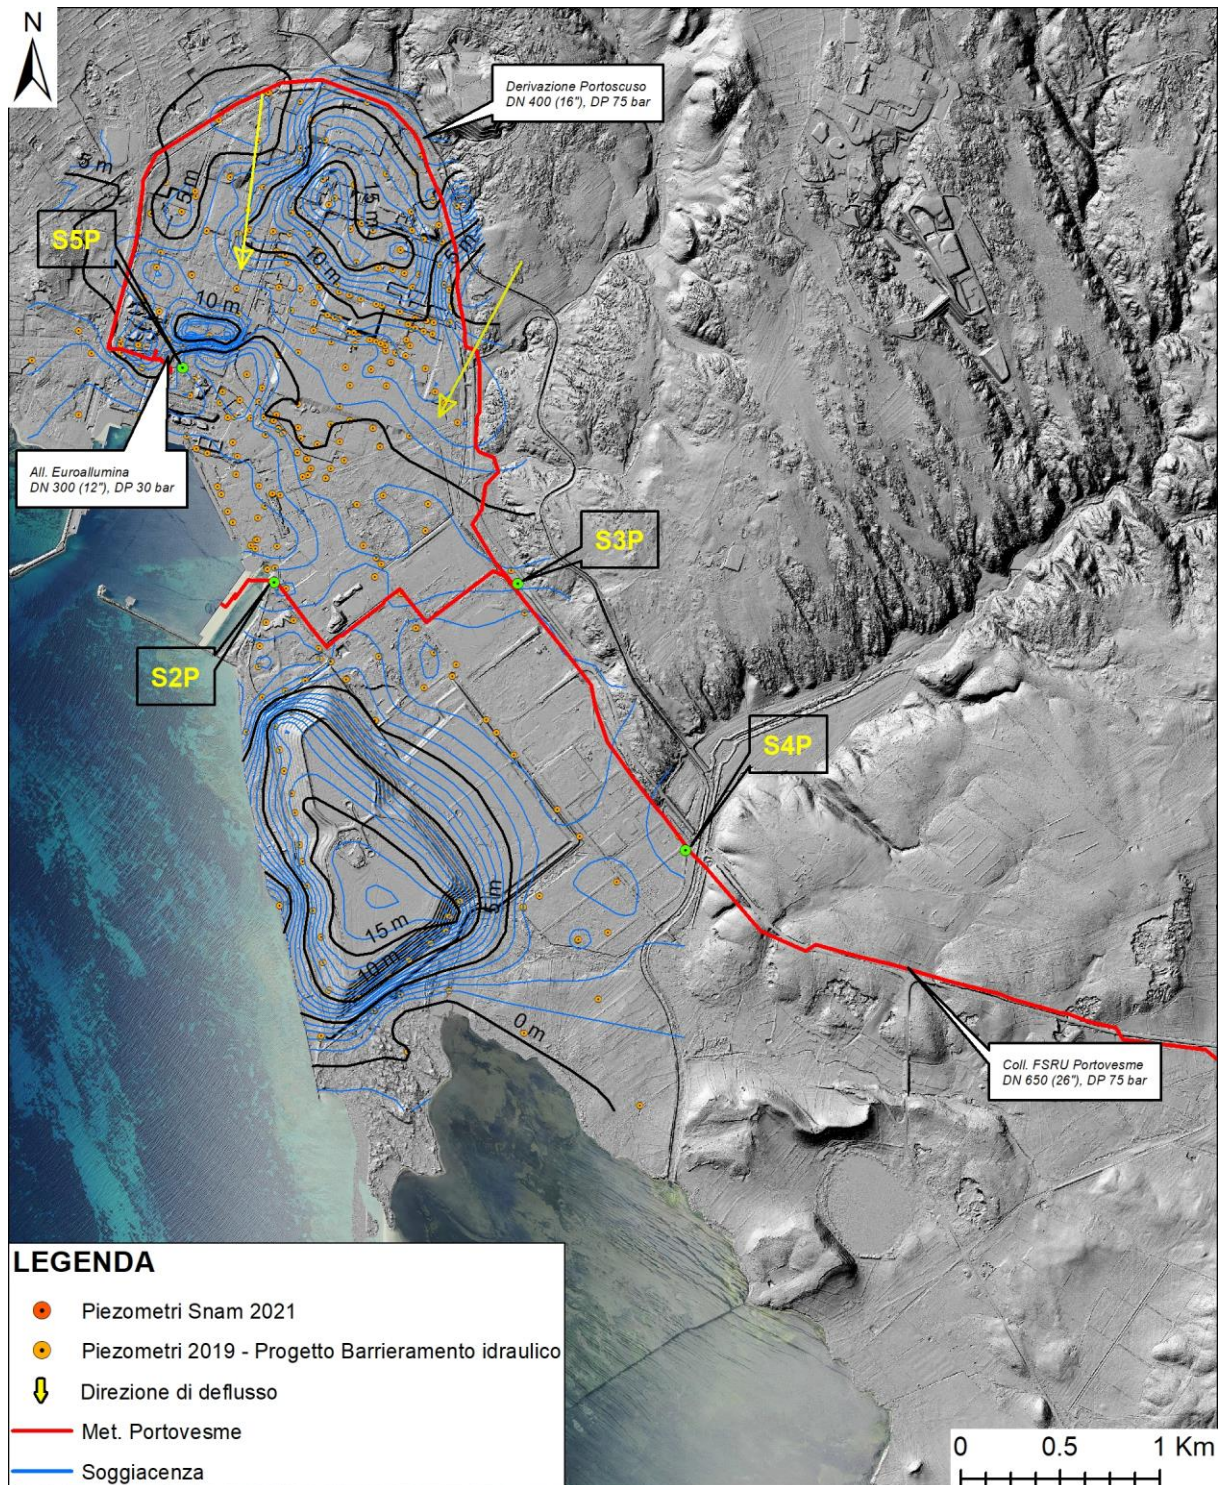 N
Derivazione Portoscuso
DN 400 (16"), DP 75 bar
5 m
15 m
5 m
S5P
10 m
5 m
10 m
All. Euroallumina
DN 300 (12"), DP 30 bar
S3P
S2P
S4P
5 m
15 m
10 m
0 m
Coll. FSRU Portovesme
DN 650 (26"), DP 75 bar
LEGENDA
Piezometri Snam 2021
Piezometri 2019 - Progetto Barrieramento idraulico
Direzione di deflusso
Met. Portovesme
Soggiacenza
0 0.5 1 Km